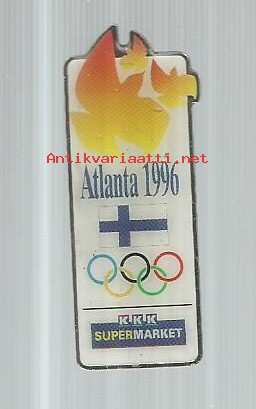 Antikvariaatti.net
Atlanta 1996
KKK
SUPERMARKET